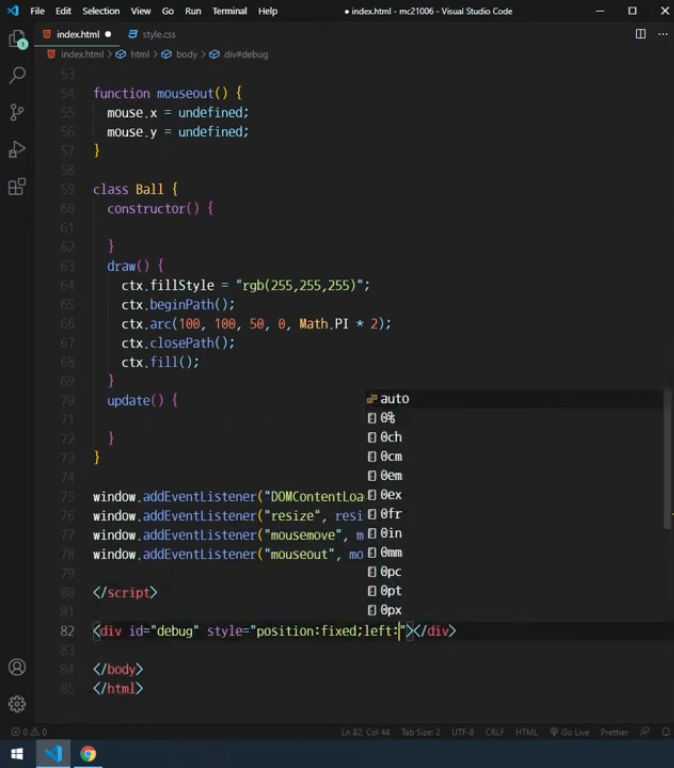 File Edit Selection View Go Run Terminal Help ● index.html - mc21006 - Visual Studio Code
index.html ● style.css
index.html > html > body > div#debug
1
53
54 function mouseout() {
55 mouse.x = undefined;
56 mouse.y = undefined;
57 }
58
59 class Ball {
60 constructor() {
61
62 }
63 draw() {
64 ctx.fillStyle = "rgb(255,255,255)";
65 ctx.beginPath();
66 ctx.arc(100, 100, 50, 0, Math.PI * 2);
67 ctx.closePath();
68 ctx.fill();
69 }
70 update() {
71
72 }
73 }
74
75 window.addEventListener("DOMContentLoa
76 window.addEventListener("resize", resi
77 window.addEventListener("mousemove", m
78 window.addEventListener("mouseout", mo
79
80 </script>
81
82 <div id="debug" style="position:fixed;left:"></div>
83
84 </body>
85 </html>
auto
0%
0ch
0cm
0em
0ex
0fr
0in
0mm
0pc
0pt
0px
0 0 Ln 82, Col 44 Tab Size: 2 UTF-8 CRLF HTML Go Live Prettier